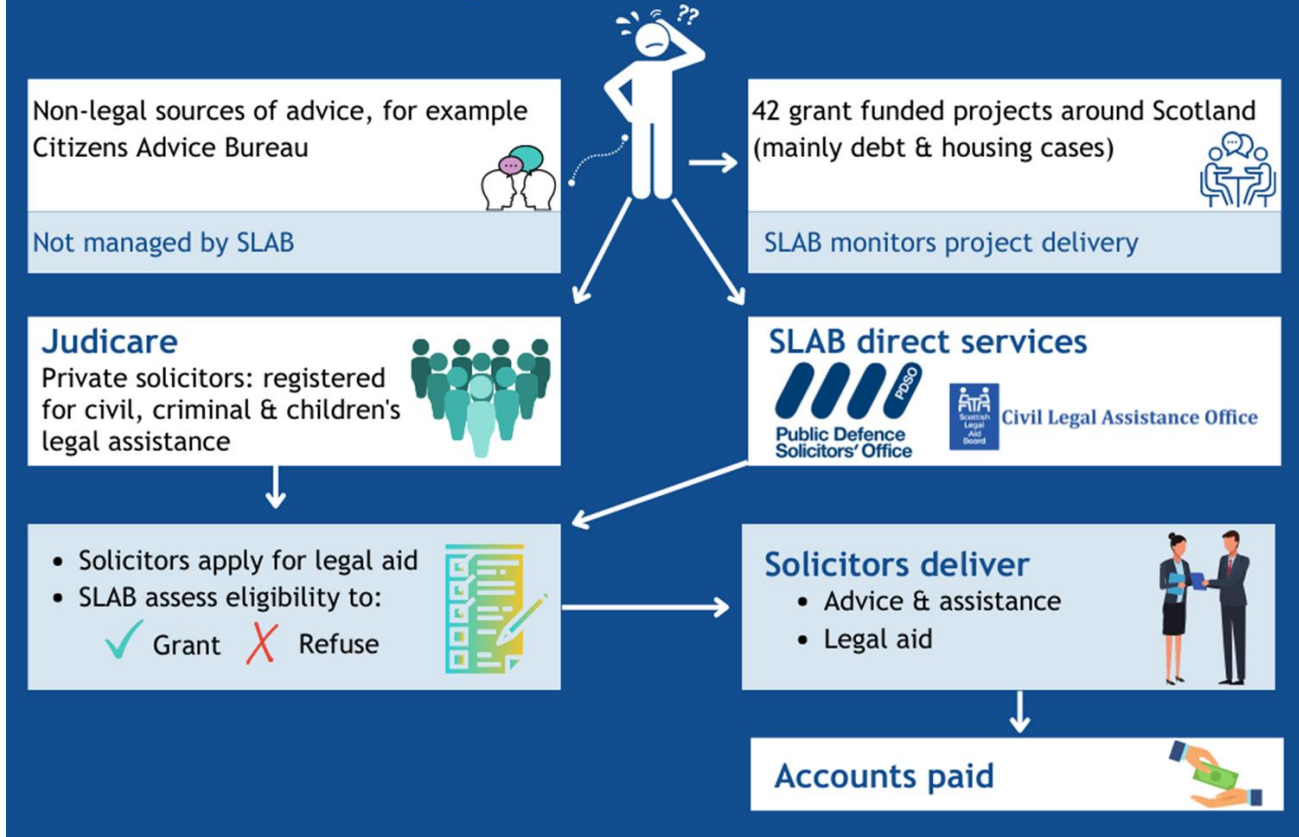 ??
Non-legal sources of advice, for example
Citizens Advice Bureau
Not managed by SLAB
42 grant funded projects around Scotland
(mainly debt & housing cases)
SLAB monitors project delivery
Judicare
Private solicitors: registered
for civil, criminal & children's
legal assistance
SLAB direct services
PDSO
Public Defence
Solicitors' Office
Scottish
Legal
Aid
Board
Civil Legal Assistance Office
• Solicitors apply for legal aid
• SLAB assess eligibility to:
Grant
Refuse
Solicitors deliver
• Advice & assistance
• Legal aid
Accounts paid